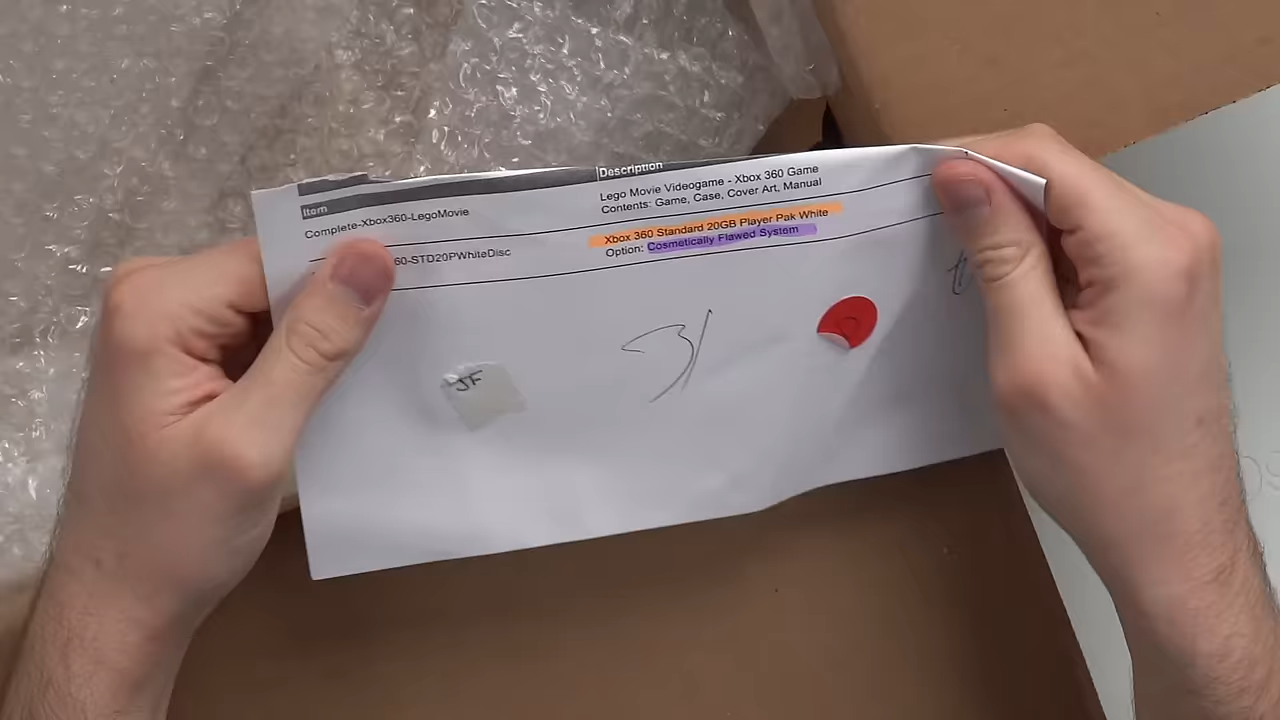 Item
Description
Complete-Xbox360-LegoMovie
Lego Movie Videogame - Xbox 360 Game
Contents: Game, Case, Cover Art, Manual
60-STD20PWhiteDisc
Xbox 360 Standard 20GB Player Pak White
Option: Cosmetically Flawed System
JF